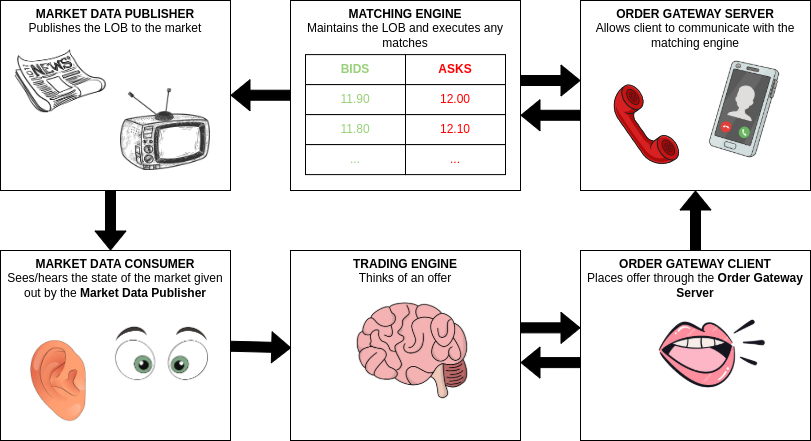 MARKET DATA PUBLISHER
Publishes the LOB to the market
NEWS
MATCHING ENGINE
Maintains the LOB and executes any
matches
BIDS ASKS
11.90 12.00
11.80 12.10
... ...
ORDER GATEWAY SERVER
Allows client to communicate with the
matching engine
MARKET DATA CONSUMER
Sees/hears the state of the market given
out by the Market Data Publisher
TRADING ENGINE
Thinks of an offer
ORDER GATEWAY CLIENT
Places offer through the Order Gateway
Server